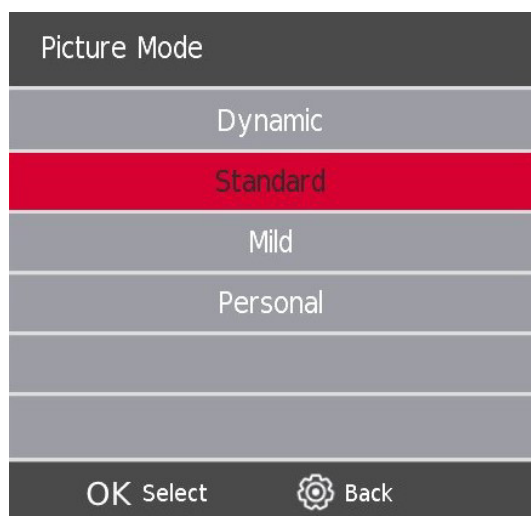 Picture Mode
Dynamic
Standard
Mild
Personal
OK Select Back